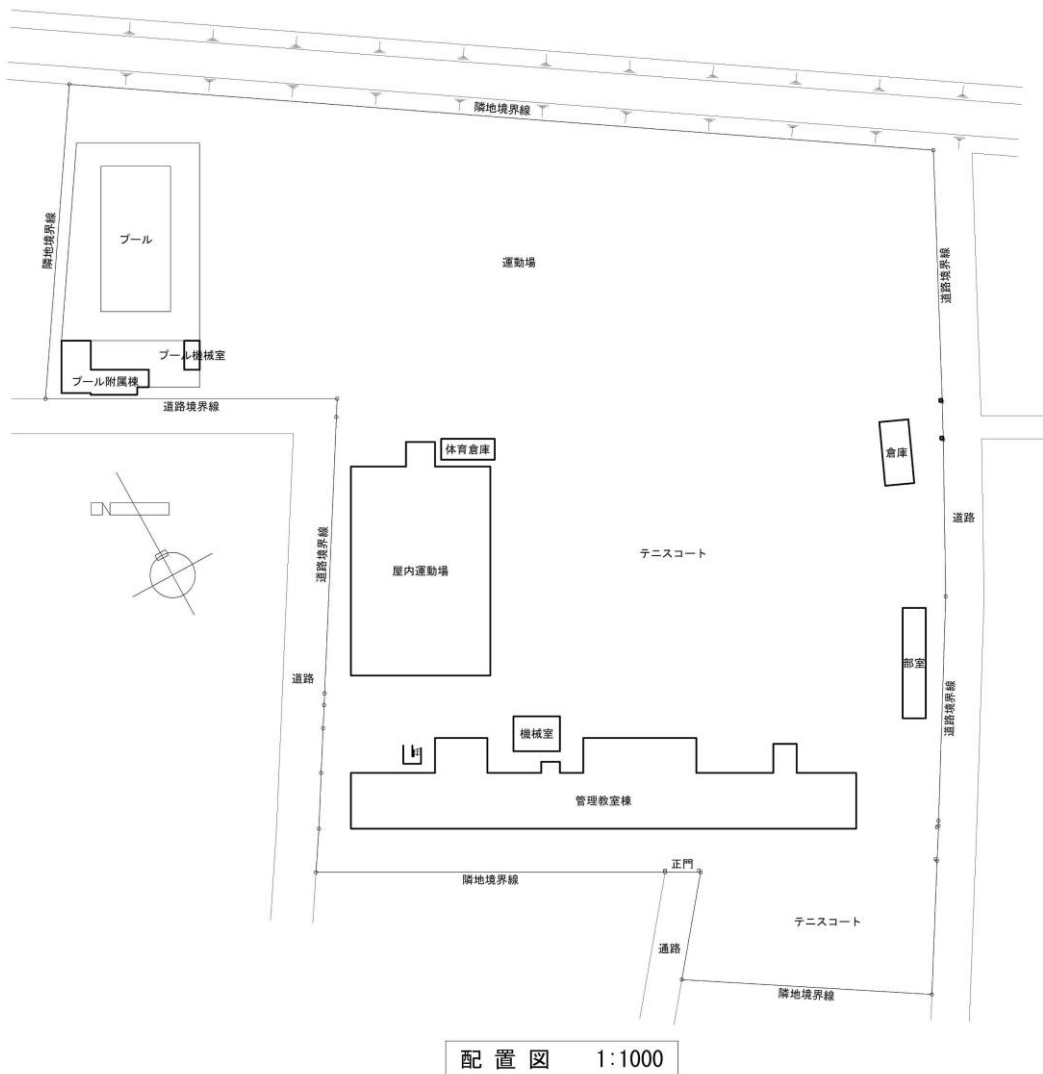 隣地境界線
隣地境界線
プール
運動場
道路境界線
プール機械室
プール附属棟
道路境界線
体育倉庫
倉庫
N
道路
道路境界線
テニスコート
屋内運動場
部室
道路
道路境界線
機械室
管理教室棟
正門
隣地境界線
テニスコート
通路
隣地境界線
配置図 1:1000